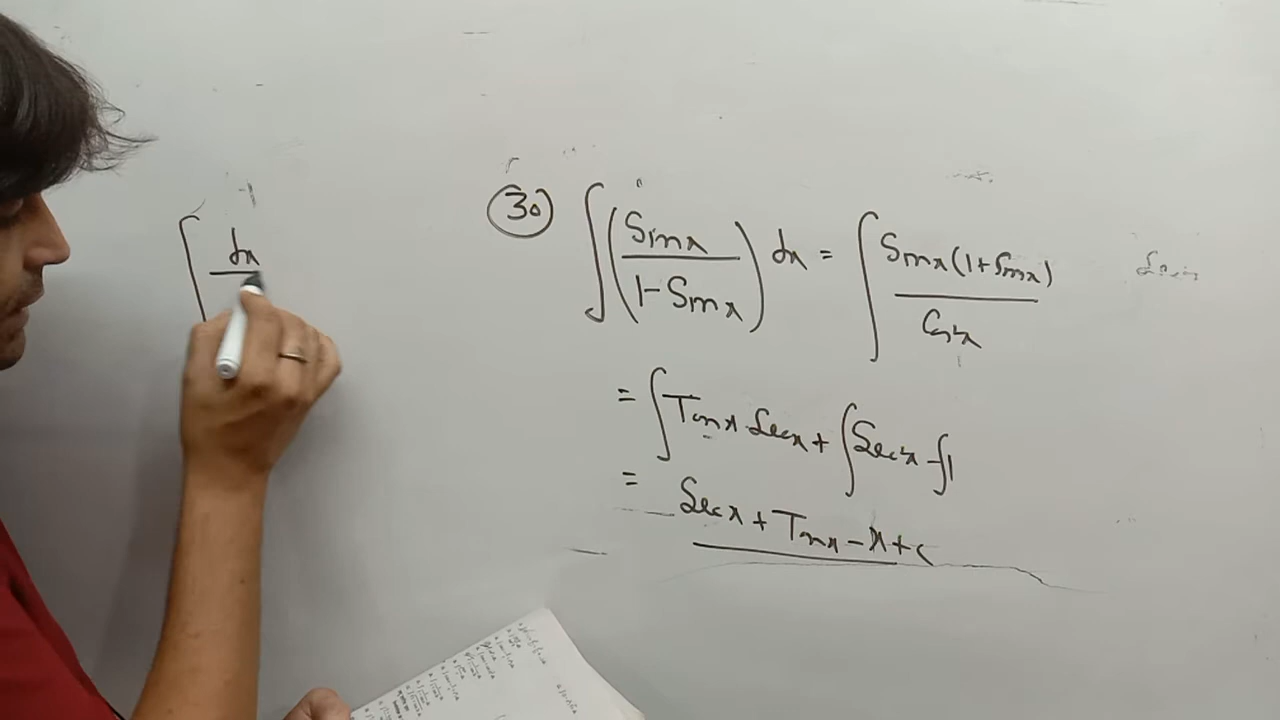 ∫ dx
(30) ∫ (Sinx / 1 - Sinx) dx = ∫ Sinx(1+Sinx) / Cos²x
= ∫ Tanx Secx + ∫ Sec²x - ∫ 1
= Secx + Tanx - x + c